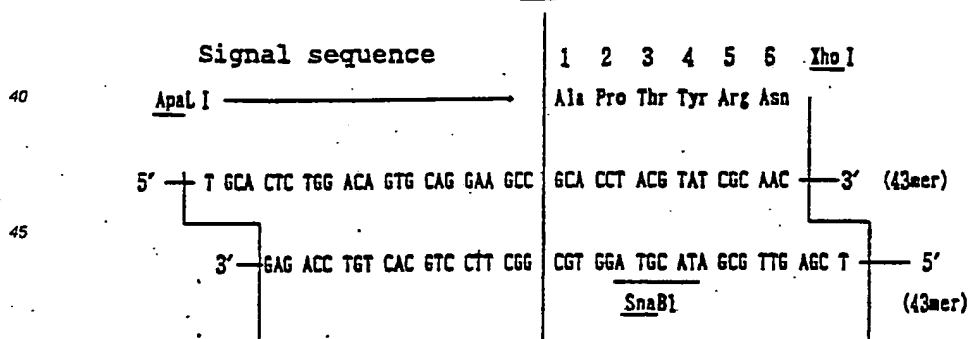 Signal sequence 1 2 3 4 5 6 Xho I
40 ApaL I Ala Pro Thr Tyr Arg Asn
5′ T GCA CTC TGG ACA GTG CAG GAA GCC GCA CCT ACG TAT CGC AAC 3′ (43mer)
45
3′ GAG ACC TGT CAC GTC CTT CGG CGT GGA TGC ATA GCG TTG AGC T 5′
SnaB1 (43mer)